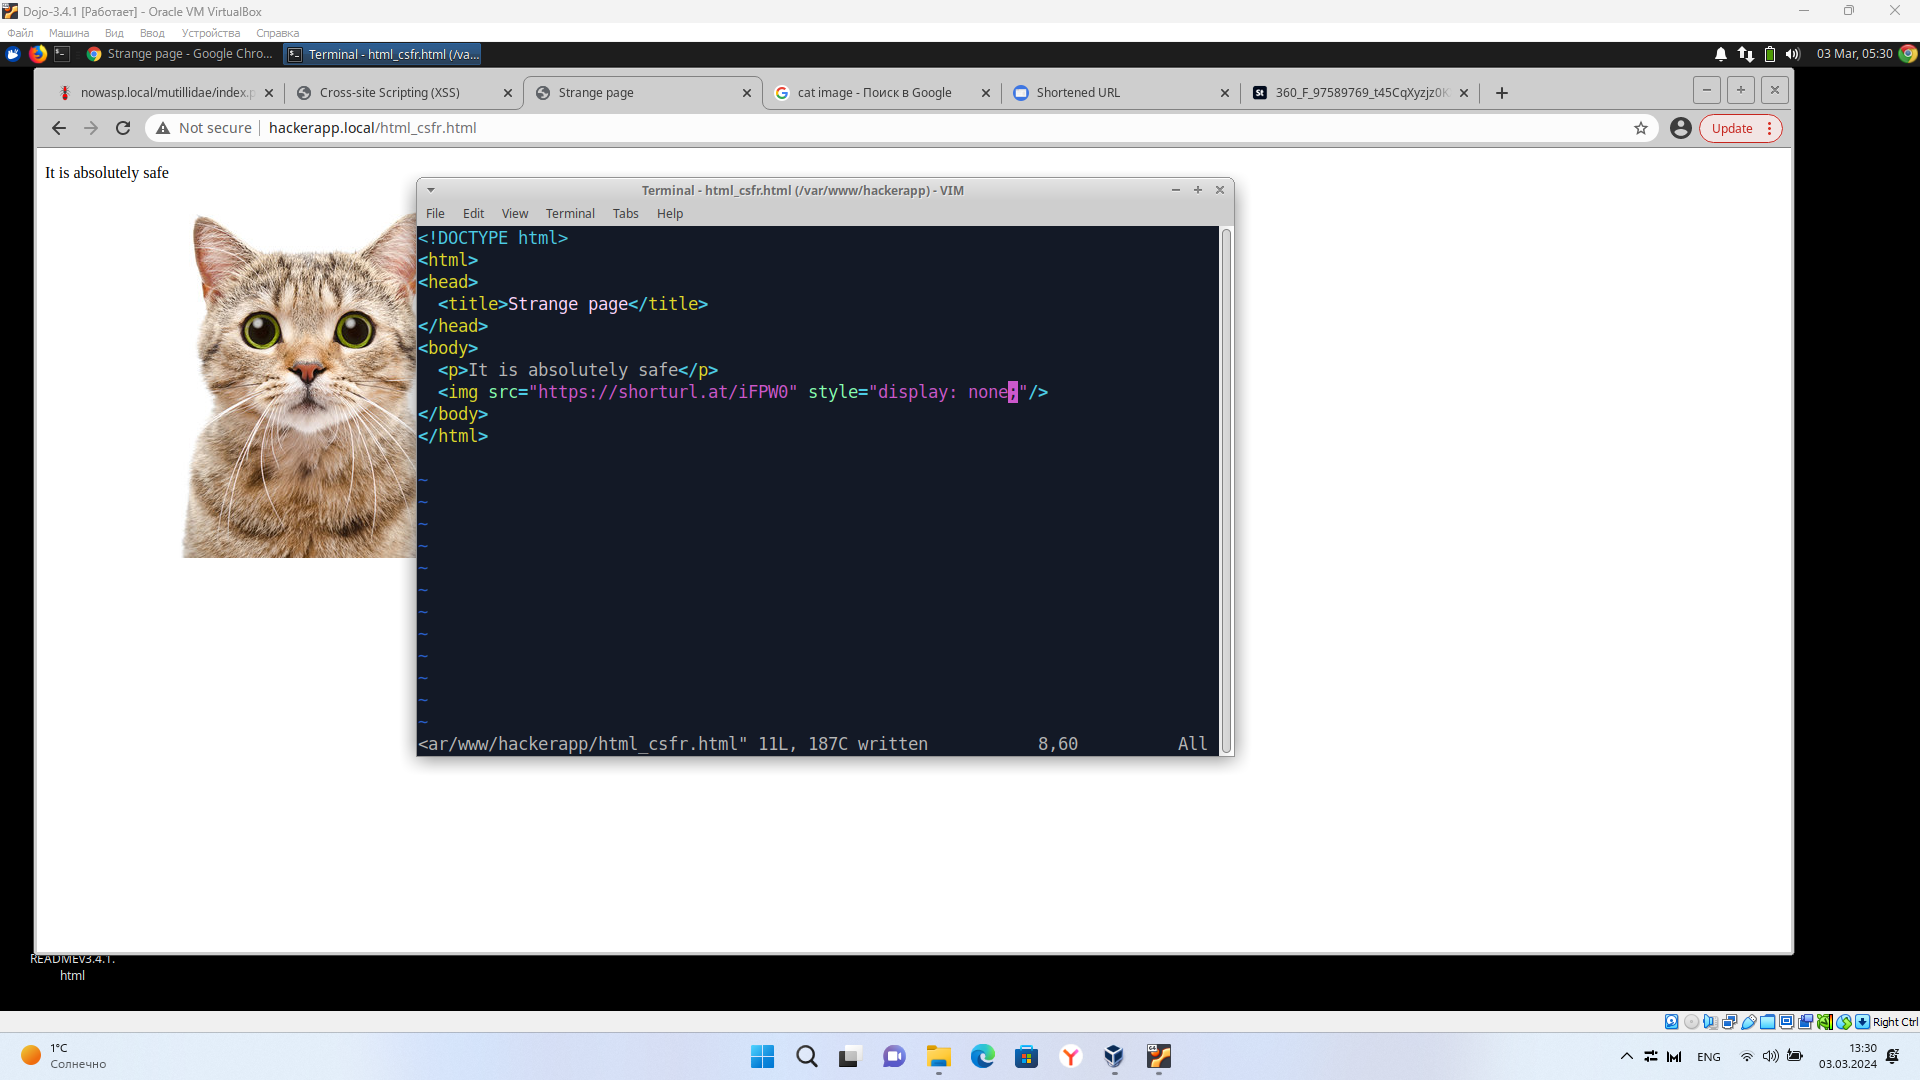 Dojo-3.4.1 [Работает] - Oracle VM VirtualBox
Файл Машина Вид Ввод Устройства Справка
Strange page - Google Chro... Terminal - html_csfr.html (/va... 03 Mar, 05:30
nowasp.local/mutillidae/index.p Cross-site Scripting (XSS) Strange page cat image - Поиск в Google Shortened URL St 360_F_97589769_t45CqXyzjz0K
Not secure hackerapp.local/html_csfr.html Update
It is absolutely safe
Terminal - html_csfr.html (/var/www/hackerapp) - VIM
File Edit View Terminal Tabs Help
<!DOCTYPE html>
<html>
<head>
<title>Strange page</title>
</head>
<body>
<p>It is absolutely safe</p>
<img src="https://shorturl.at/iFPW0" style="display: none;"/>
</body>
</html>
~
~
~
~
~
~
~
~
~
~
~
~
<ar/www/hackerapp/html_csfr.html" 11L, 187C written 8,60 All
READMEv3.4.1.
html
Right Ctrl
1°C
Солнечно
ENG
13:30
03.03.2024